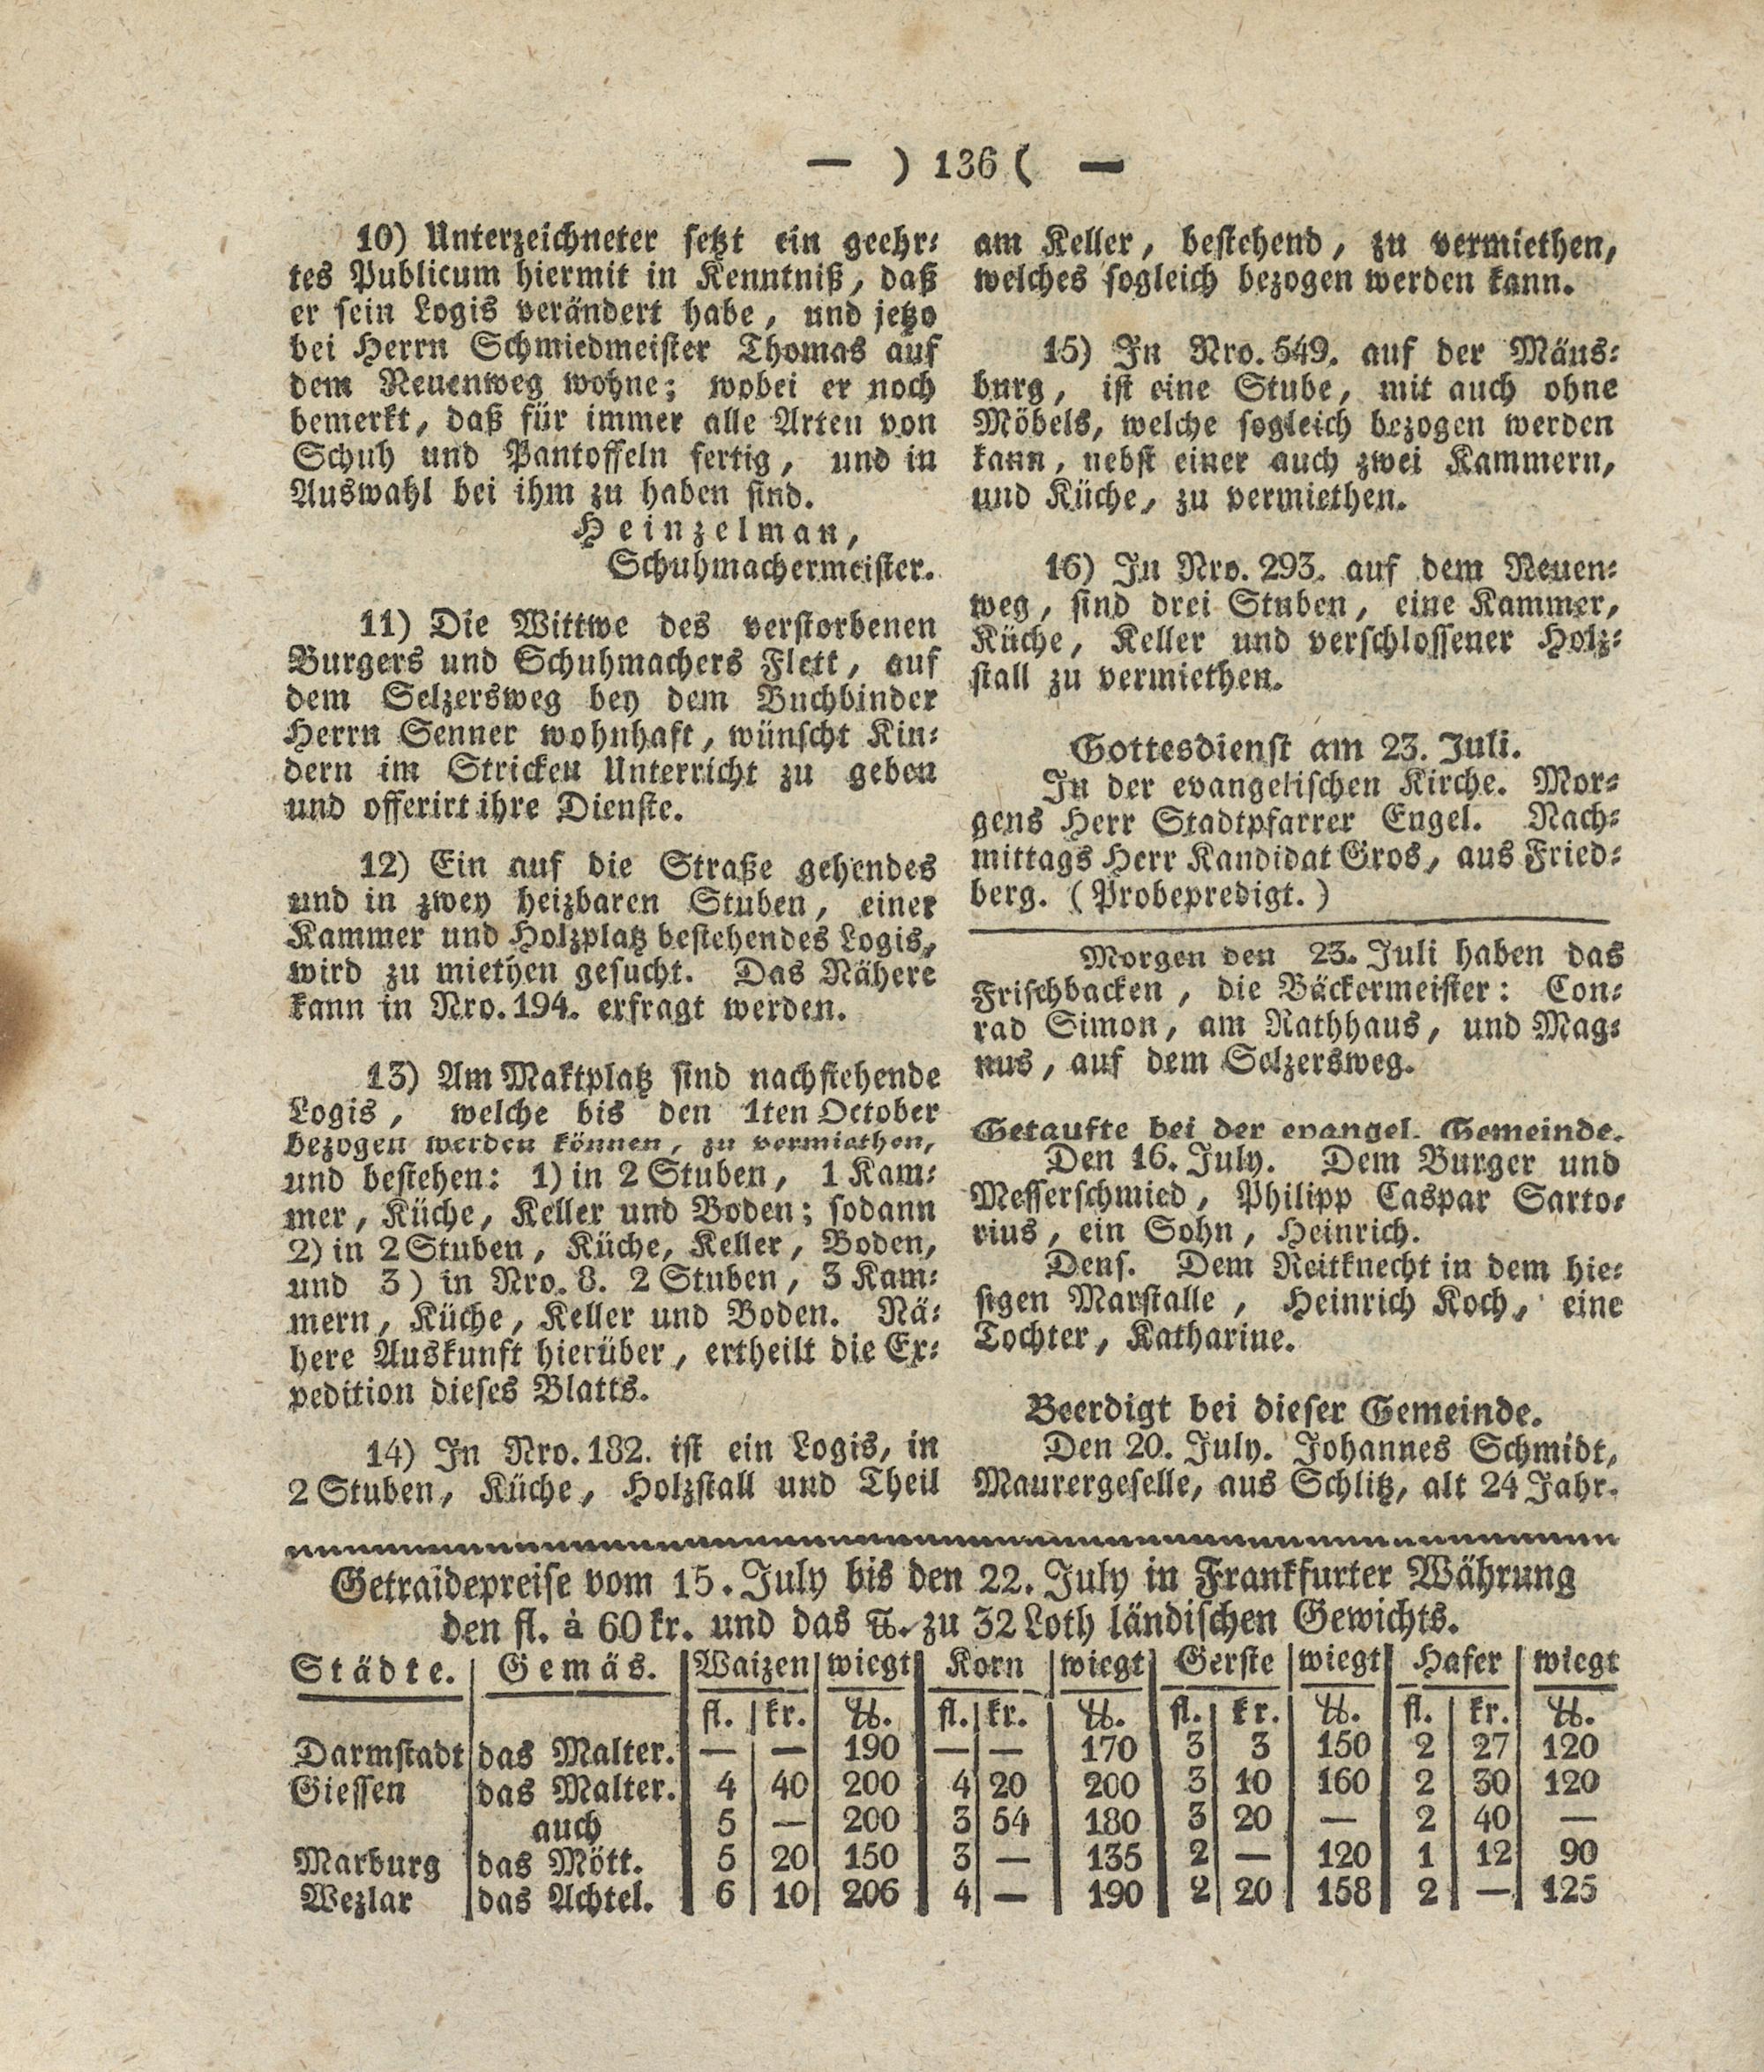 — ) 136 ( —
10) Unterzeichneter setzt ein geehr-
tes Publicum hiermit in Kenntniß, daß
er sein Logis verändert habe, und jetzo
bei Herrn Schmiedmeister Thomas auf
dem Neuenweg wohne; wobei er noch
bemerkt, daß für immer alle Arten von
Schuh und Pantoffeln fertig, und in
Auswahl bei ihm zu haben sind.
Heinzelman,
Schuhmachermeister.
11) Die Wittwe des verstorbenen
Burgers und Schuhmachers Flett, auf
dem Selzersweg bey dem Buchbinder
Herrn Senner wohnhaft, wünscht Kin-
dern im Stricken Unterricht zu geben
und offerirt ihre Dienste.
12) Ein auf die Straße gehendes
und in zwey heizbaren Stuben, einer
Kammer und Holzplatz bestehendes Logis,
wird zu miethen gesucht. Das Nähere
kann in Nro. 194. erfragt werden.
13) Am Maktplatz sind nachstehende
Logis, welche bis den 1ten October
bezogen werden können, zu vermiethen,
und bestehen: 1) in 2 Stuben, 1 Kam-
mer, Küche, Keller und Boden; sodann
2) in 2 Stuben, Küche, Keller, Boden,
und 3) in Nro. 8. 2 Stuben, 3 Kam-
mern, Küche, Keller und Boden. Nä-
here Auskunft hierüber, ertheilt die Ex-
pedition dieses Blatts.
14) In Nro. 182. ist ein Logis, in
2 Stuben, Küche, Holzstall und Theil
am Keller, bestehend, zu vermiethen,
welches sogleich bezogen werden kann.
15) In Nro. 549. auf der Mäus-
burg, ist eine Stube, mit auch ohne
Möbels, welche sogleich bezogen werden
kann, nebst einer auch zwei Kammern,
und Küche, zu vermiethen.
16) In Nro. 293. auf dem Neuen-
weg, sind drei Stuben, eine Kammer,
Küche, Keller und verschlossener Holz-
stall zu vermiethen.
Gottesdienst am 23. Juli.
In der evangelischen Kirche. Mor-
gens Herr Stadtpfarrer Engel. Nach-
mittags Herr Kandidat Gros, aus Fried-
berg. (Probepredigt.)
Morgen den 23. Juli haben das
Frischbacken, die Bäckermeister: Con-
rad Simon, am Rathhaus, und Mag-
nus, auf dem Selzersweg.
Getaufte bei der evangel. Gemeinde.
Den 16. July. Dem Burger und
Messerschmied, Philipp Caspar Sarto-
rius, ein Sohn, Heinrich.
Dens. Dem Reitknecht in dem hie-
sigen Marstalle, Heinrich Koch, eine
Tochter, Katharine.
Beerdigt bei dieser Gemeinde.
Den 20. July. Johannes Schmidt,
Maurergeselle, aus Schlitz, alt 24 Jahr.
Getraidepreise vom 15. July bis den 22. July in Frankfurter Währung
den fl. à 60 kr. und das ℔. zu 32 Loth ländischen Gewichts.
Städte. Gemäs. Waizen wiegt Korn wiegt Gerste wiegt Hafer wiegt
fl. kr. ℔. fl. kr. ℔. fl. kr. ℔. fl. kr. ℔.
Darmstadt das Malter. — — 190 — — 170 3 3 150 2 27 120
Giessen das Malter. 4 40 200 4 20 200 3 10 160 2 30 120
auch 5 — 200 3 54 180 3 20 — 2 40 —
Marburg das Mött. 5 20 150 3 — 135 2 — 120 1 12 90
Wezlar das Achtel. 6 10 206 4 — 190 2 20 158 2 — 125